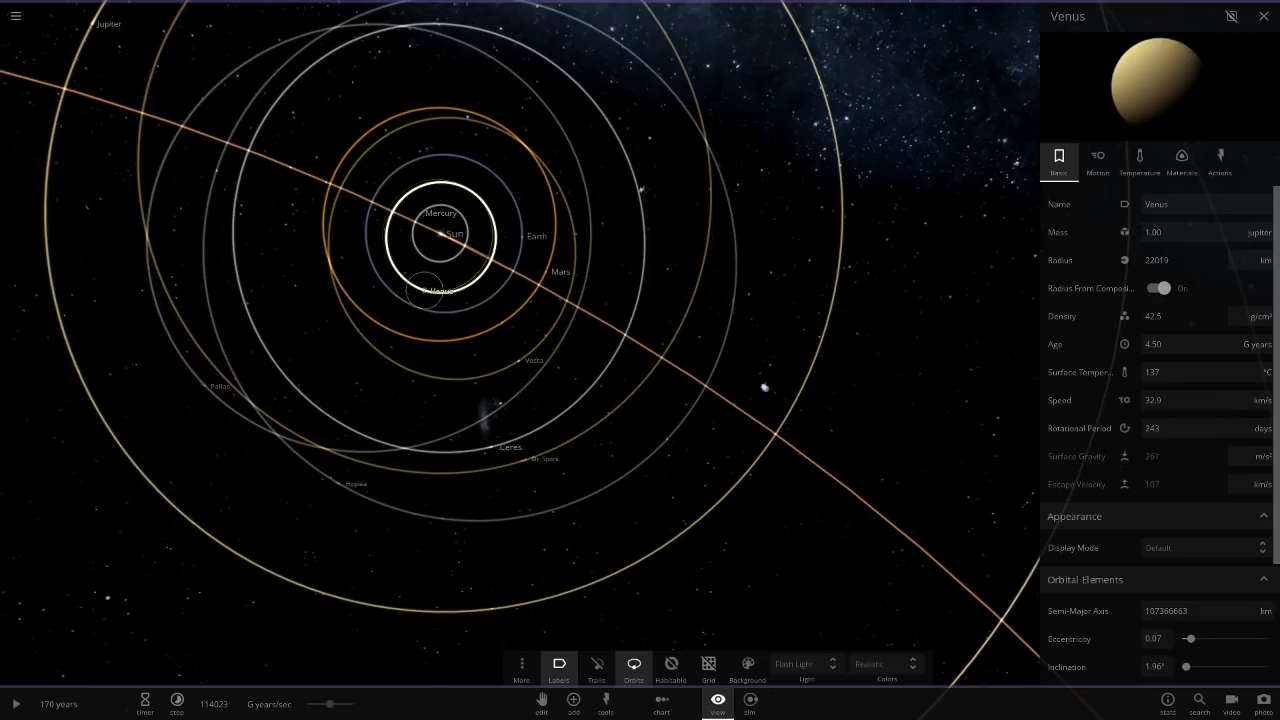 Jupiter
Mercury
Sun
Earth
Mars
Venus
Vesta
Pallas
Ceres
Mr. Spock
Hygiea
Venus
Basic Motion Temperature Materials Actions
Name Venus
Mass 1.00 jupiter
Radius 22019 km
Radius From Composi... On
Density 42.5 g/cm³
Age 4.50 G years
Surface Temper... 137 °C
Speed 32.9 km/s
Rotational Period 243 days
Surface Gravity 261 m/s²
Escape Velocity 107 km/s
Appearance
Display Mode Default
Orbital Elements
Semi-Major Axis 107366663 km
Eccentricity 0.07
Inclination 1.96°
More Labels Trails Orbits Habitable Grid Background Flash Light Light Realistic Colors
170 years timer step 114023 G years/sec edit add tools chart view sim stats search video photo